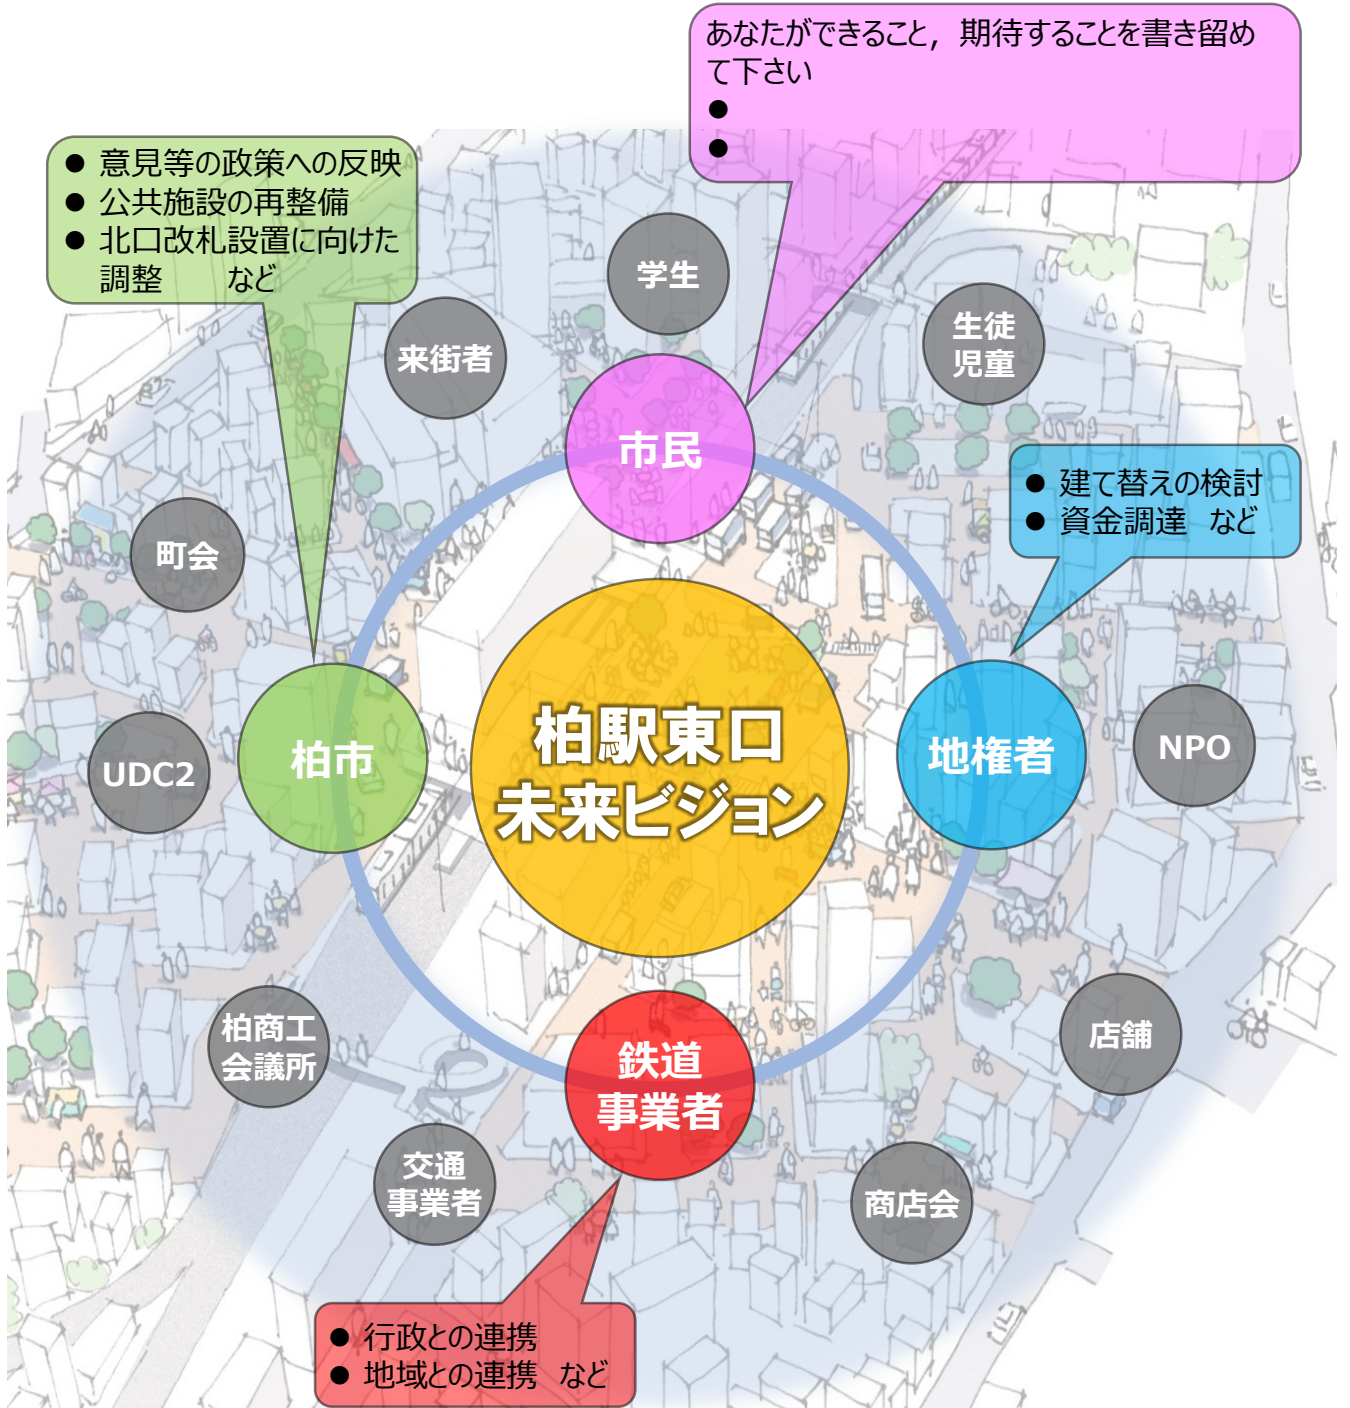 あなたができること，期待することを書き留め
て下さい
●
●
● 意見等の政策への反映
● 公共施設の再整備
● 北口改札設置に向けた
調整　　など
学生
来街者
生徒
児童
市民
● 建て替えの検討
● 資金調達　など
町会
柏駅東口
未来ビジョン
柏市
地権者
NPO
UDC2
柏商工
会議所
店舗
鉄道
事業者
交通
事業者
商店会
● 行政との連携
● 地域との連携　など